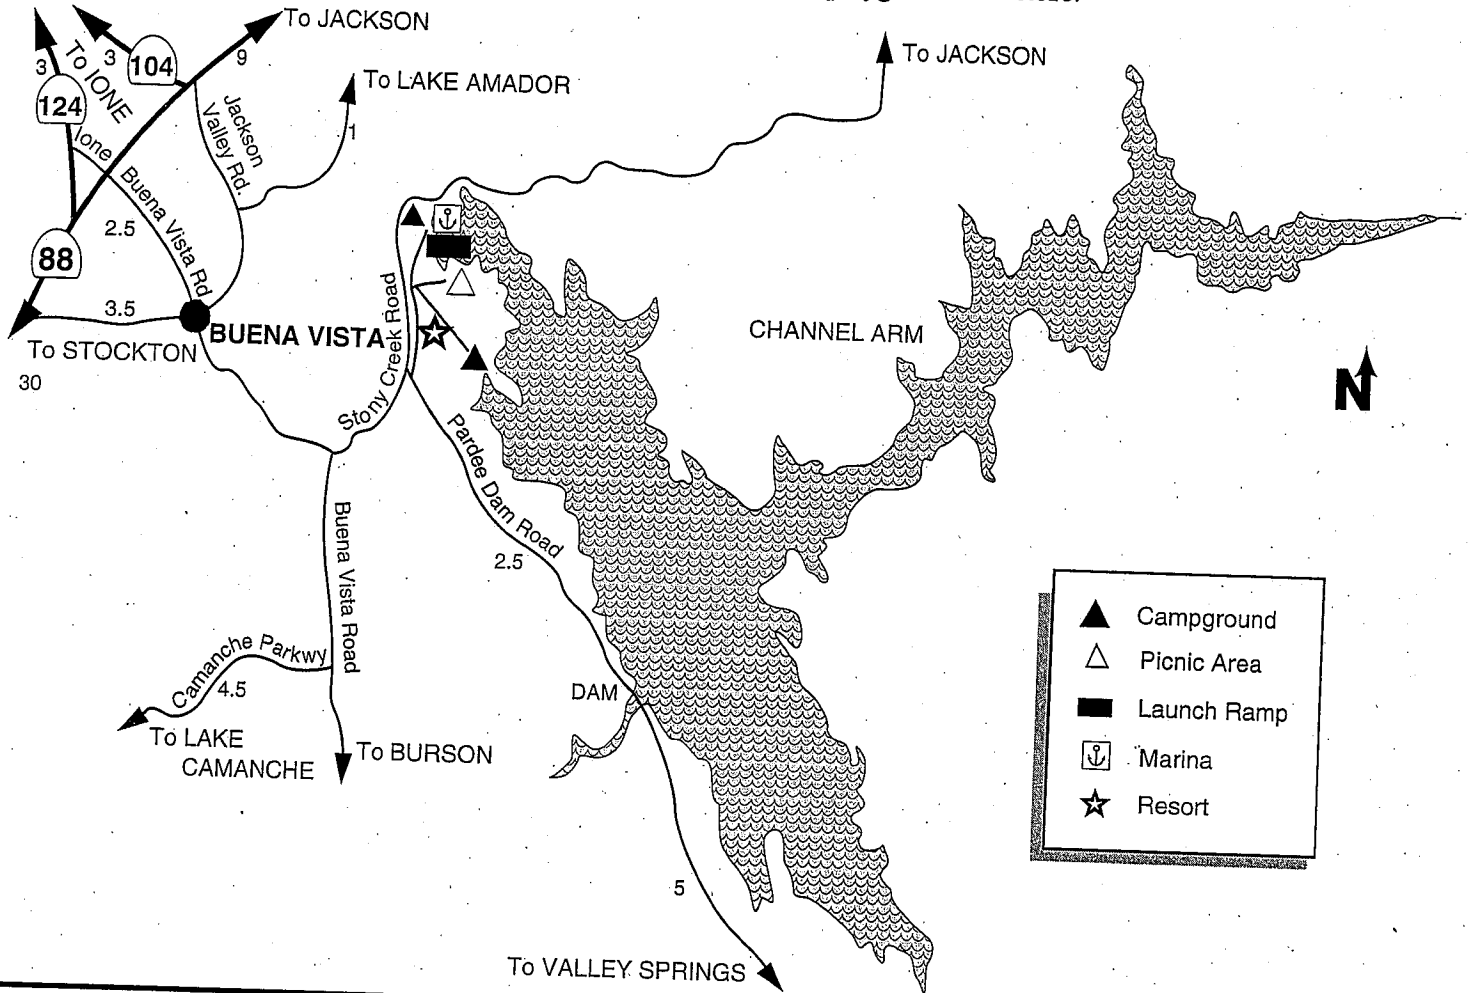 To JACKSON
To JACKSON
3
104
9
3
To IONE
124
To LAKE AMADOR
1
Jackson
Valley Rd.
Ione
Buena Vista Rd
2.5
88
3.5
BUENA VISTA
To STOCKTON
30
Stony Creek Road
CHANNEL ARM
N
Pardee Dam Road
2.5
Buena Vista Road
Camanche Parkwy
4.5
DAM
To LAKE
CAMANCHE
To BURSON
5
To VALLEY SPRINGS
Campground
Picnic Area
Launch Ramp
Marina
Resort